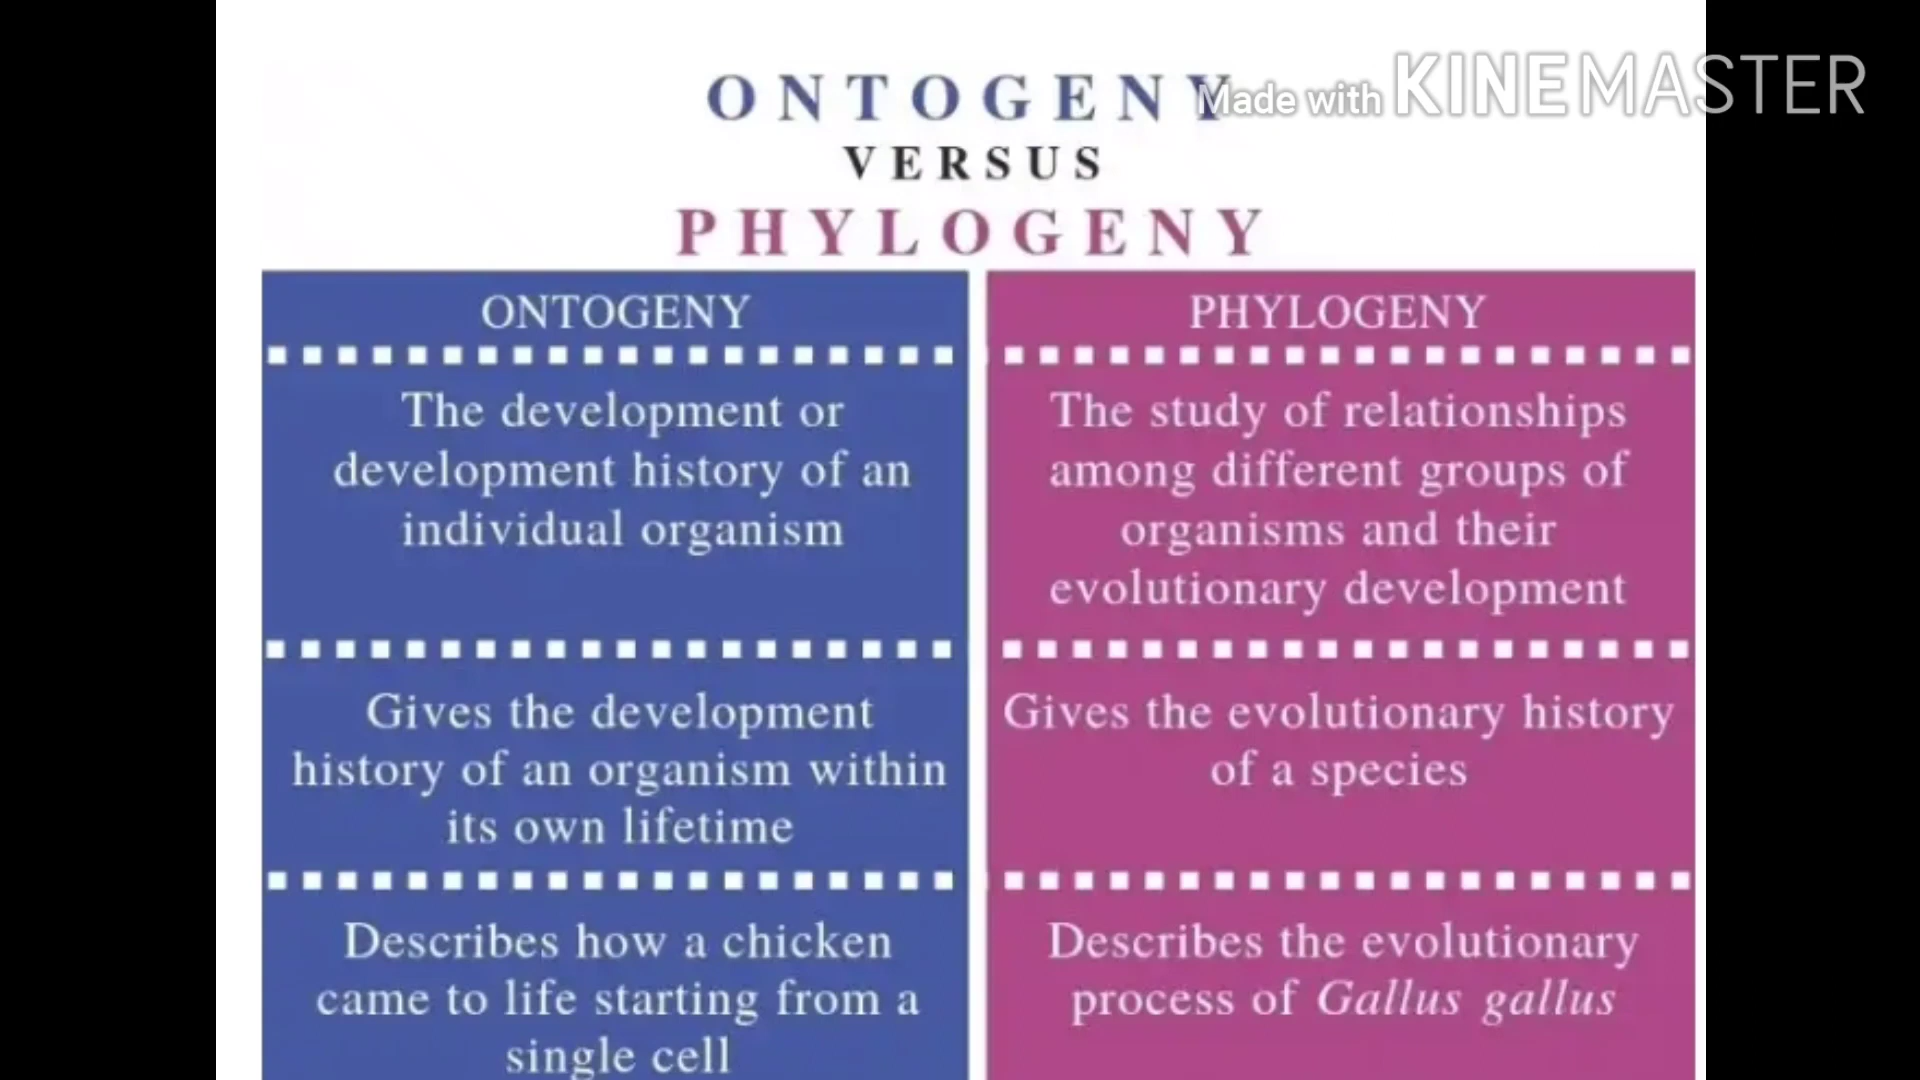 ONTOGENY
Made with KINEMASTER
VERSUS
PHYLOGENY
ONTOGENY
The development or
development history of an
individual organism
Gives the development
history of an organism within
its own lifetime
Describes how a chicken
came to life starting from a
single cell
PHYLOGENY
The study of relationships
among different groups of
organisms and their
evolutionary development
Gives the evolutionary history
of a species
Describes the evolutionary
process of Gallus gallus